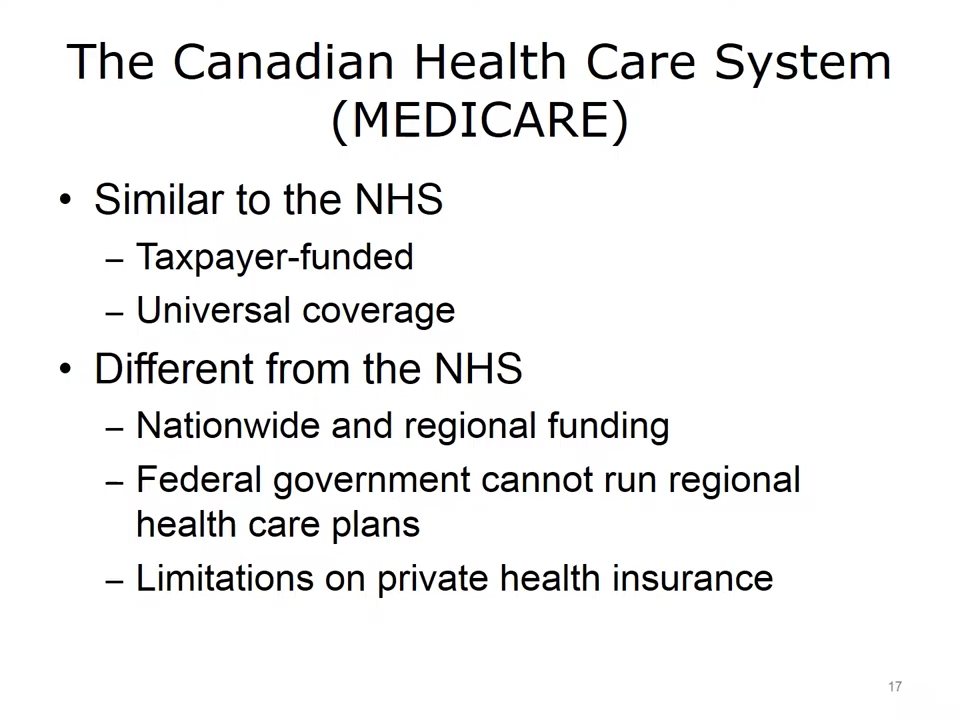 The Canadian Health Care System
(MEDICARE)
• Similar to the NHS
– Taxpayer-funded
– Universal coverage
• Different from the NHS
– Nationwide and regional funding
– Federal government cannot run regional
health care plans
– Limitations on private health insurance
17